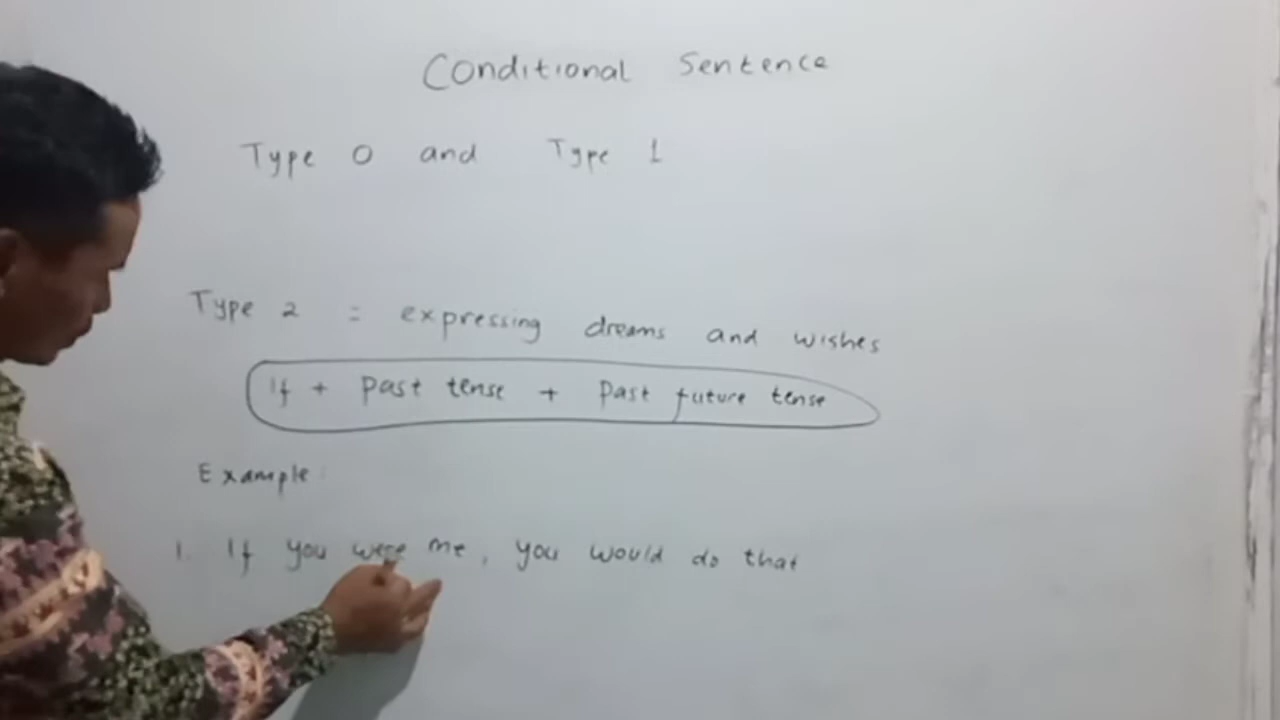 Conditional Sentence
Type 0 and Type 1
Type 2 = expressing dreams and wishes
If + Past tense + Past future tense
Example :
1. If you were me, you would do that